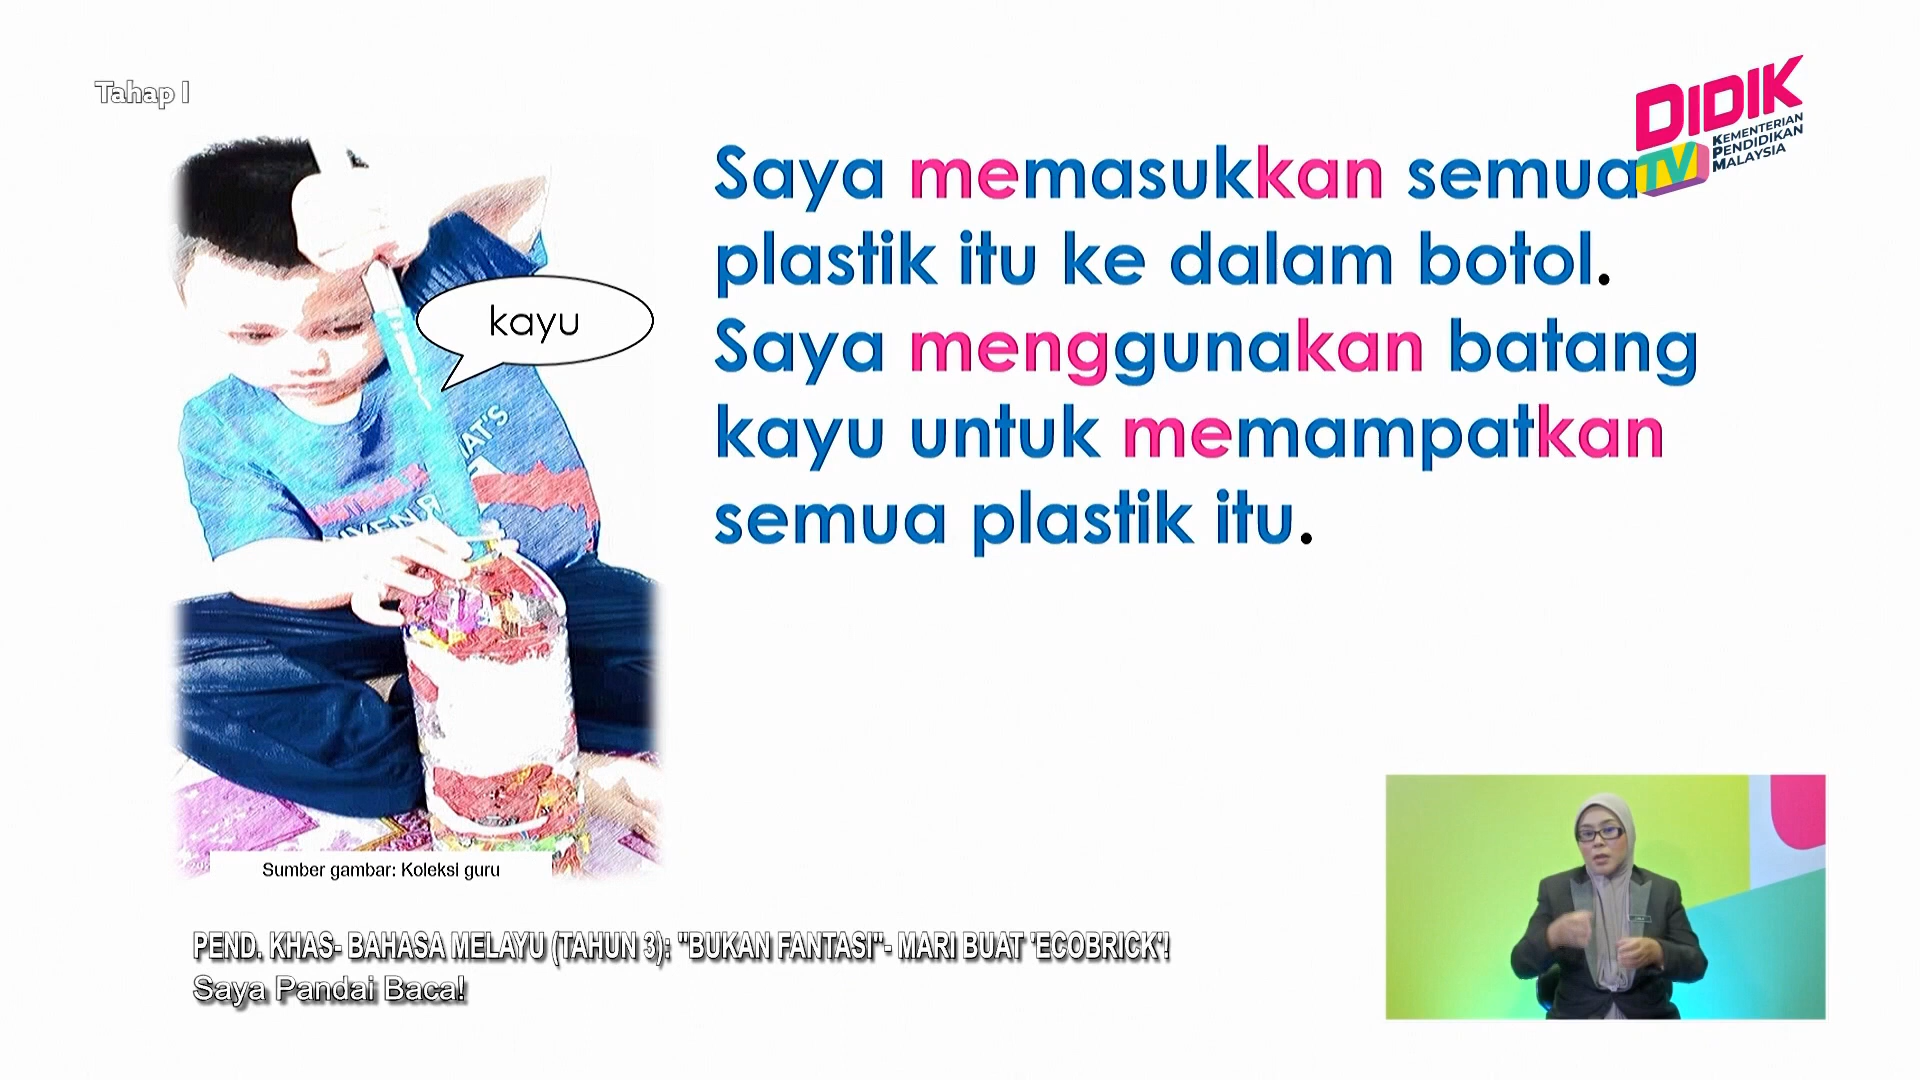 Tahap I
DIDIK
TV
KEMENTERIAN
PENDIDIKAN
MALAYSIA
Saya memasukkan semua
plastik itu ke dalam botol.
Saya menggunakan batang
kayu untuk memampatkan
semua plastik itu.
kayu
Sumber gambar: Koleksi guru
PEND. KHAS- BAHASA MELAYU (TAHUN 3): "BUKAN FANTASI"- MARI BUAT 'ECOBRICK'!
Saya Pandai Baca!